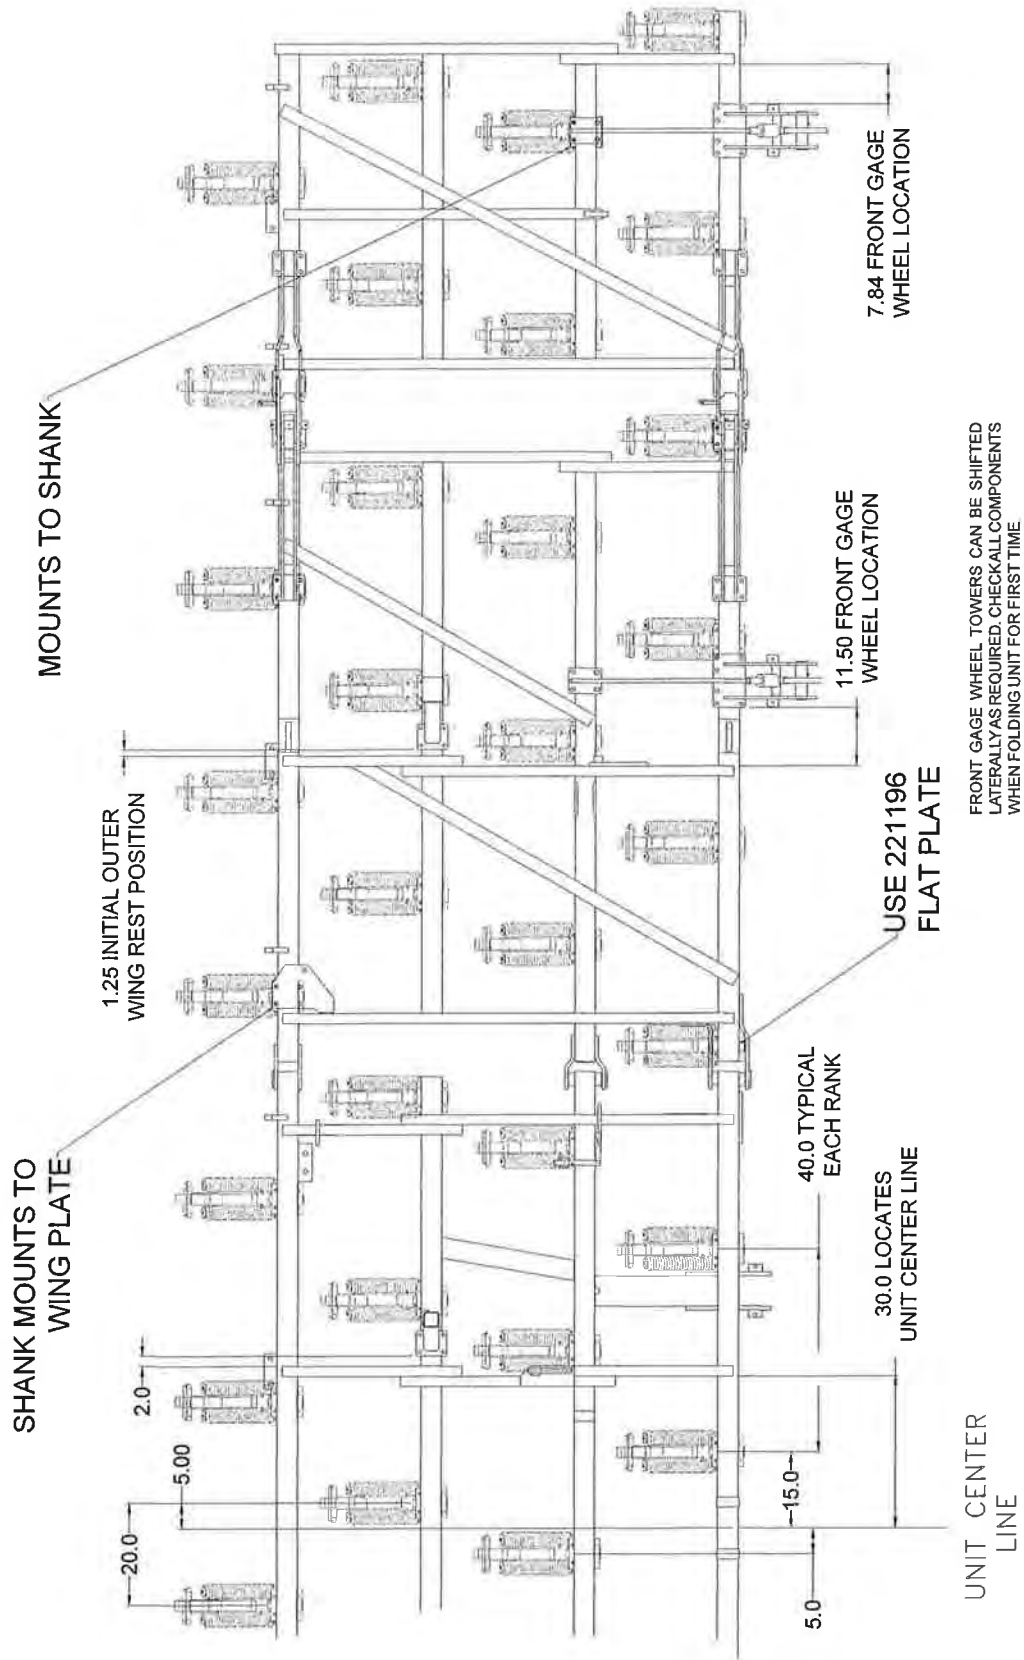 SHANK MOUNTS TO
WING PLATE
MOUNTS TO SHANK
1.25 INITIAL OUTER
WING REST POSITION
20.0
5.00
2.0
7.84 FRONT GAGE
WHEEL LOCATION
11.50 FRONT GAGE
WHEEL LOCATION
USE 221196
FLAT PLATE
40.0 TYPICAL
EACH RANK
30.0 LOCATES
UNIT CENTER LINE
15.0
5.0
UNIT CENTER
LINE
FRONT GAGE WHEEL TOWERS CAN BE SHIFTED
LATERALLY AS REQUIRED. CHECK ALL COMPONENTS
WHEN FOLDING UNIT FOR FIRST TIME.